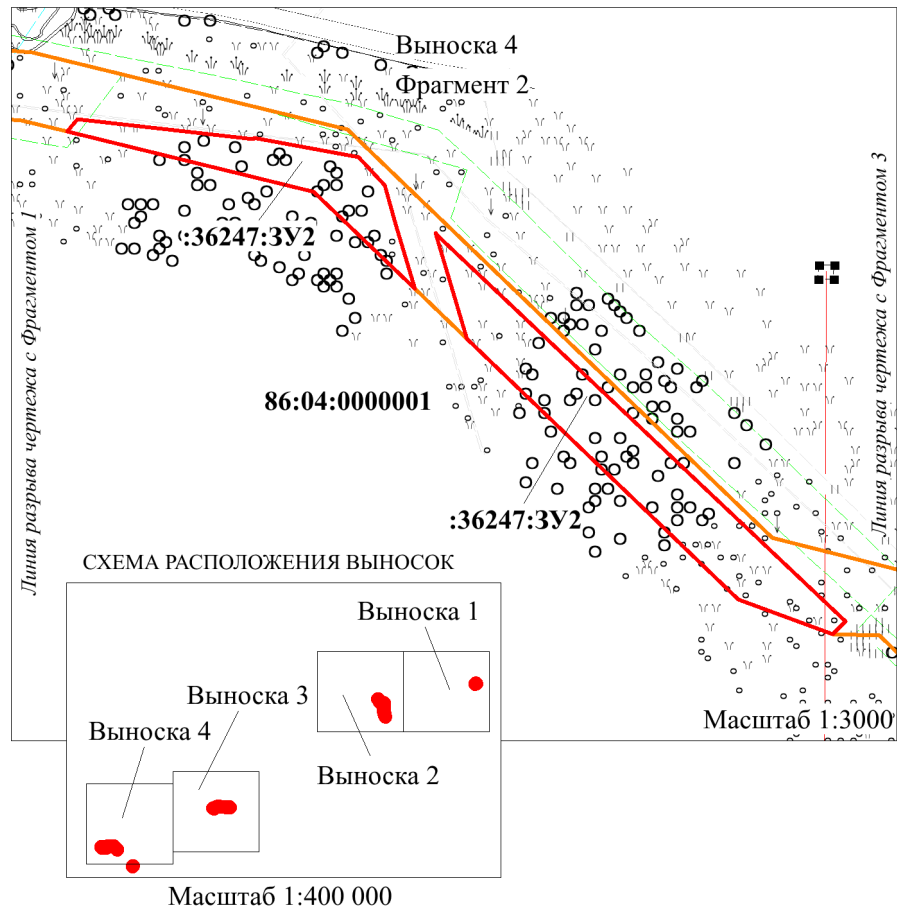 Выноска 4
Фрагмент 2
Линия разрыва чертежа с Фрагментом 1
Линия разрыва чертежа с Фрагментом 3
:36247:ЗУ2
86:04:0000001
:36247:ЗУ2
СХЕМА РАСПОЛОЖЕНИЯ ВЫНОСОК
Выноска 1
Выноска 3
Выноска 4
Выноска 2
Масштаб 1:3000
Масштаб 1:400 000